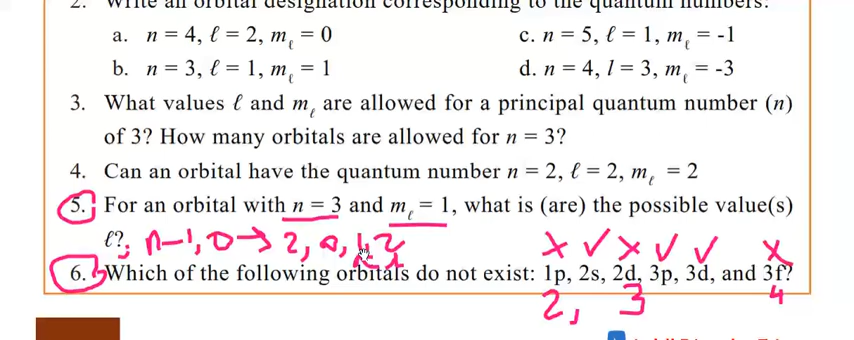 2. Write an orbital designation corresponding to the quantum numbers:
a. n = 4, ℓ = 2, mℓ = 0
c. n = 5, ℓ = 1, mℓ = -1
b. n = 3, ℓ = 1, mℓ = 1
d. n = 4, l = 3, mℓ = -3
3. What values ℓ and mℓ are allowed for a principal quantum number (n)
of 3? How many orbitals are allowed for n = 3?
4. Can an orbital have the quantum number n = 2, ℓ = 2, mℓ = 2
5. For an orbital with n = 3 and mℓ = 1, what is (are) the possible value(s)
ℓ?
n-1, 0 → 2, 0, 1, 2
x ✓ x ✓ ✓ x
6. Which of the following orbitals do not exist: 1p, 2s, 2d, 3p, 3d, and 3f?
2, 3 4